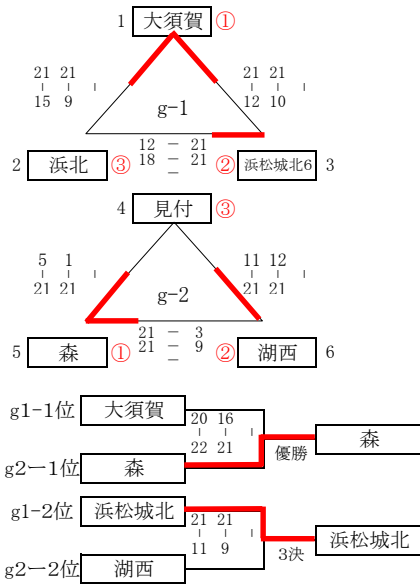 1 大須賀 ①
21 21 ｜ 21 21 ｜
｜ ｜ ｜ ｜
15 9 12 10
g-1
12 － 21
18 － 21
－
2 浜北 ③ ② 浜松城北6 3
4 見付 ③
5 1 ｜ 11 12 ｜
｜ ｜ ｜ ｜
21 21 21 21
g-2
21 － 3
21 － 9
－
5 森 ① ② 湖西 6
g1-1位 大須賀
20 16
｜ ｜ ｜
22 21
優勝 森
g2ー1位 森
g1-2位 浜松城北
21 21
｜ ｜ ｜
11 9
3決 浜松城北
g2ー2位 湖西